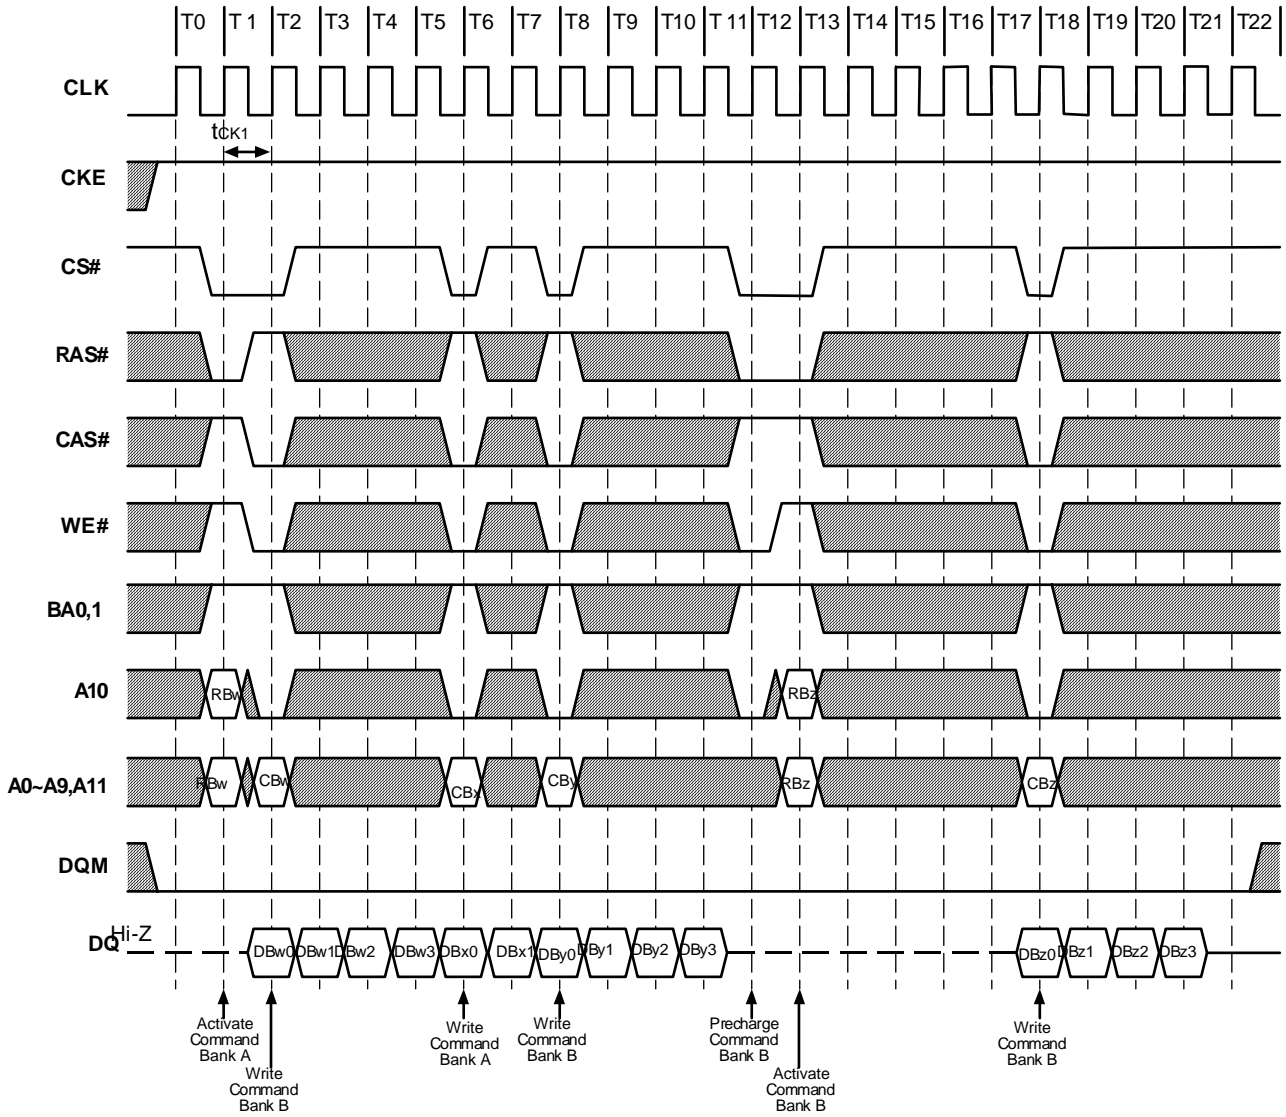 T0 T 1 T2 T3 T4 T5 T6 T7 T8 T9 T10 T 11 T12 T13 T14 T15 T16 T17 T18 T19 T20 T21 T22
CLK
tCK1
CKE
CS#
RAS#
CAS#
WE#
BA0,1
A10
RBw RBz
A0~A9,A11
RBw CBw CBx CBy RBz CBz
DQM
DQ
Hi-Z
DBw0 DBw1 DBw2 DBw3 DBx0 DBx1 DBy0 DBy1 DBy2 DBy3 DBz0 DBz1 DBz2 DBz3
Activate
Command
Bank A
Write
Command
Bank B
Write
Command
Bank A
Write
Command
Bank B
Precharge
Command
Bank B
Activate
Command
Bank B
Write
Command
Bank B